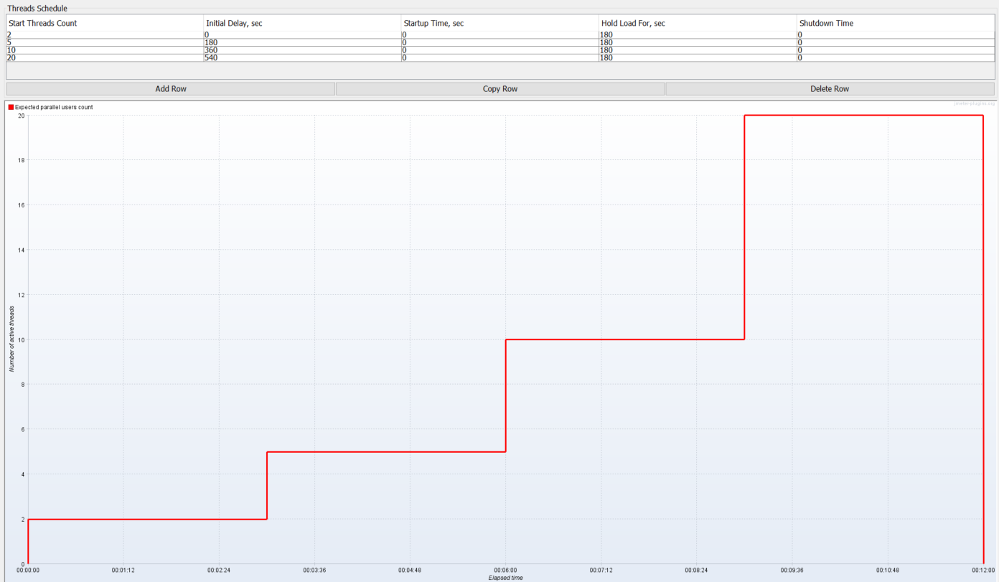 Threads Schedule
Start Threads Count Initial Delay, sec Startup Time, sec Hold Load For, sec Shutdown Time
2 0 0 180 0
5 180 0 180 0
10 360 0 180 0
20 540 0 180 0
Add Row Copy Row Delete Row
Expected parallel users count
jmeter-plugins.org
20
18
16
14
12
10
8
6
4
2
0
Number of active threads
00:00:00 00:01:12 00:02:24 00:03:36 00:04:48 00:06:00 00:07:12 00:08:24 00:09:36 00:10:48 00:12:00
Elapsed time